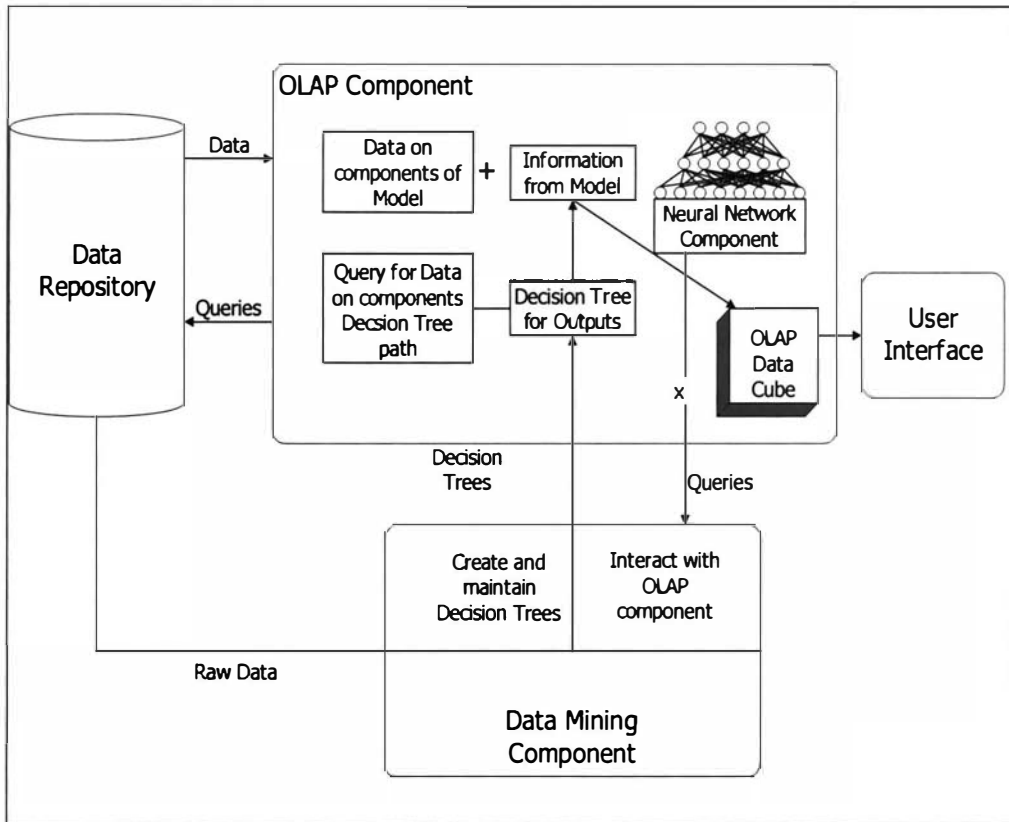 OLAP Component
Data
Data on
components of
Model
+
Information
from Model
Neural Network
Component
Data
Repository
Queries
Query for Data
on components
Decsion Tree
path
Decision Tree
for Outputs
OLAP
Data
Cube
User
Interface
x
Decision
Trees
Queries
Create and
maintain
Decision Trees
Interact with
OLAP
component
Raw Data
Data Mining
Component